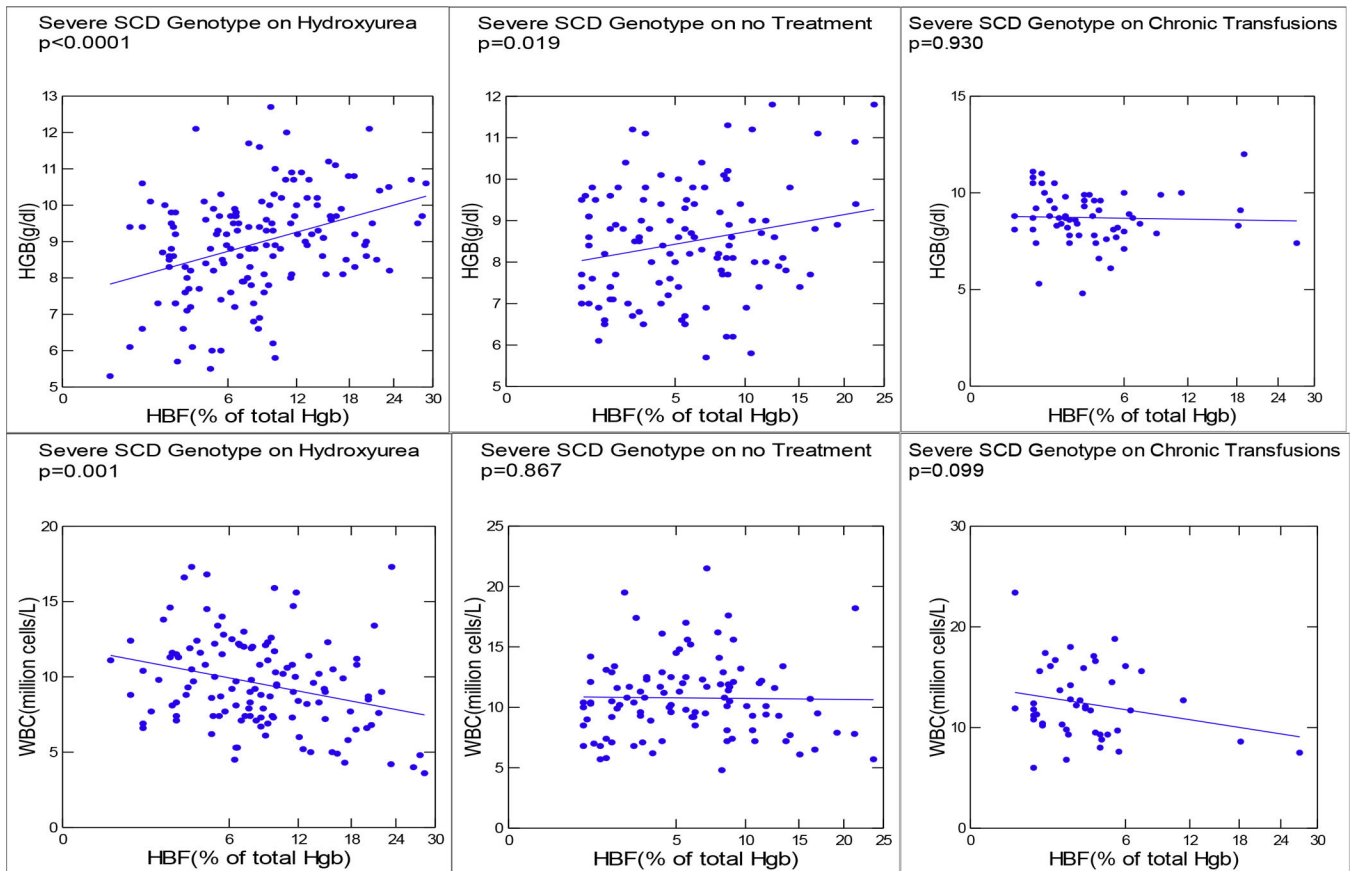 Severe SCD Genotype on Hydroxyurea
p<0.0001
13
12
11
10
9
8
7
6
5
HGB(g/dl)
0 6 12 18 24 30
HBF(% of total Hgb)
Severe SCD Genotype on no Treatment
p=0.019
12
11
10
9
8
7
6
5
HGB(g/dl)
0 5 10 15 20 25
HBF(% of total Hgb)
Severe SCD Genotype on Chronic Transfusions
p=0.930
15
10
5
0
HGB(g/dl)
0 6 12 18 24 30
HBF(% of total Hgb)
Severe SCD Genotype on Hydroxyurea
p=0.001
20
15
10
5
0
WBC(million cells/L)
0 6 12 18 24 30
HBF(% of total Hgb)
Severe SCD Genotype on no Treatment
p=0.867
25
20
15
10
5
0
WBC(million cells/L)
0 5 10 15 20 25
HBF(% of total Hgb)
Severe SCD Genotype on Chronic Transfusions
p=0.099
30
20
10
0
WBC(million cells/L)
0 6 12 18 24 30
HBF(% of total Hgb)